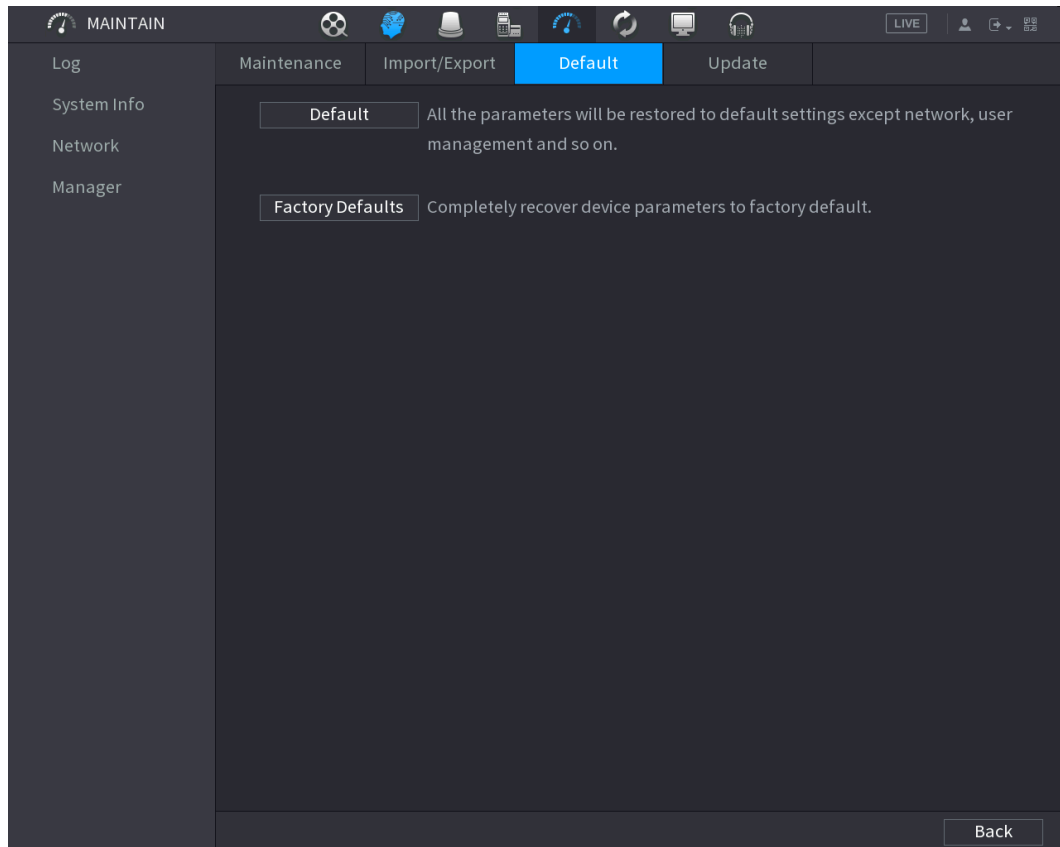 MAINTAIN
LIVE
Log
System Info
Network
Manager
Maintenance Import/Export Default Update
Default All the parameters will be restored to default settings except network, user
management and so on.
Factory Defaults Completely recover device parameters to factory default.
Back